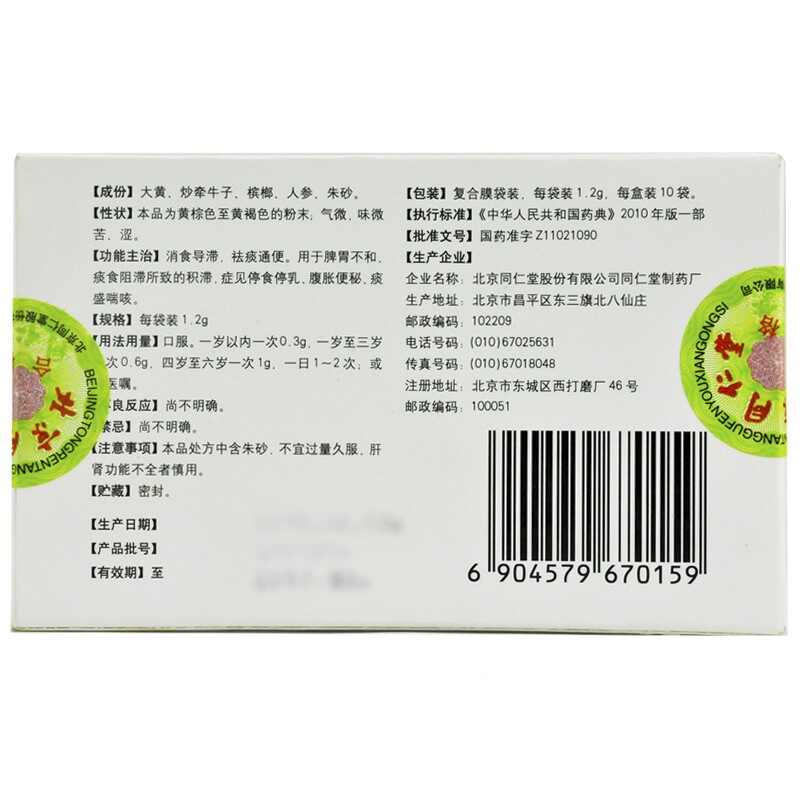 【成份】大黄、炒牵牛子、槟榔、人参、朱砂。
【性状】本品为黄棕色至黄褐色的粉末；气微，味微
苦、涩。
【功能主治】消食导滞，祛痰通便。用于脾胃不和，
痰食阻滞所致的积滞，症见停食停乳、腹胀便秘、痰
盛喘咳。
【规格】每袋装1.2g
用法用量】口服。一岁以内一次0.3g，一岁至三岁
次0.6g，四岁至六岁一次1g，一日1~2次；或
医嘱。
良反应】尚不明确。
禁忌】尚不明确。
【注意事项】本品处方中含朱砂，不宜过量久服，肝
肾功能不全者慎用。
【贮藏】密封。
【生产日期】
【产品批号】
【有效期】至
【包装】复合膜袋装，每袋装1.2g，每盒装10袋。
【执行标准】《中华人民共和国药典》2010年版一部
【批准文号】国药准字Z11021090
【生产企业】
企业名称：北京同仁堂股份有限公司同仁堂制药厂
生产地址：北京市昌平区东三旗北八仙庄
邮政编码：102209
电话号码：(010)67025631
传真号码：(010)67018048
注册地址：北京市东城区西打磨厂46号
邮政编码：100051
6 904579 670159
北京同仁堂股份
BEIJINGTONGRENTANG
有限公司
TANGGUFENYOUXIANGONGSI